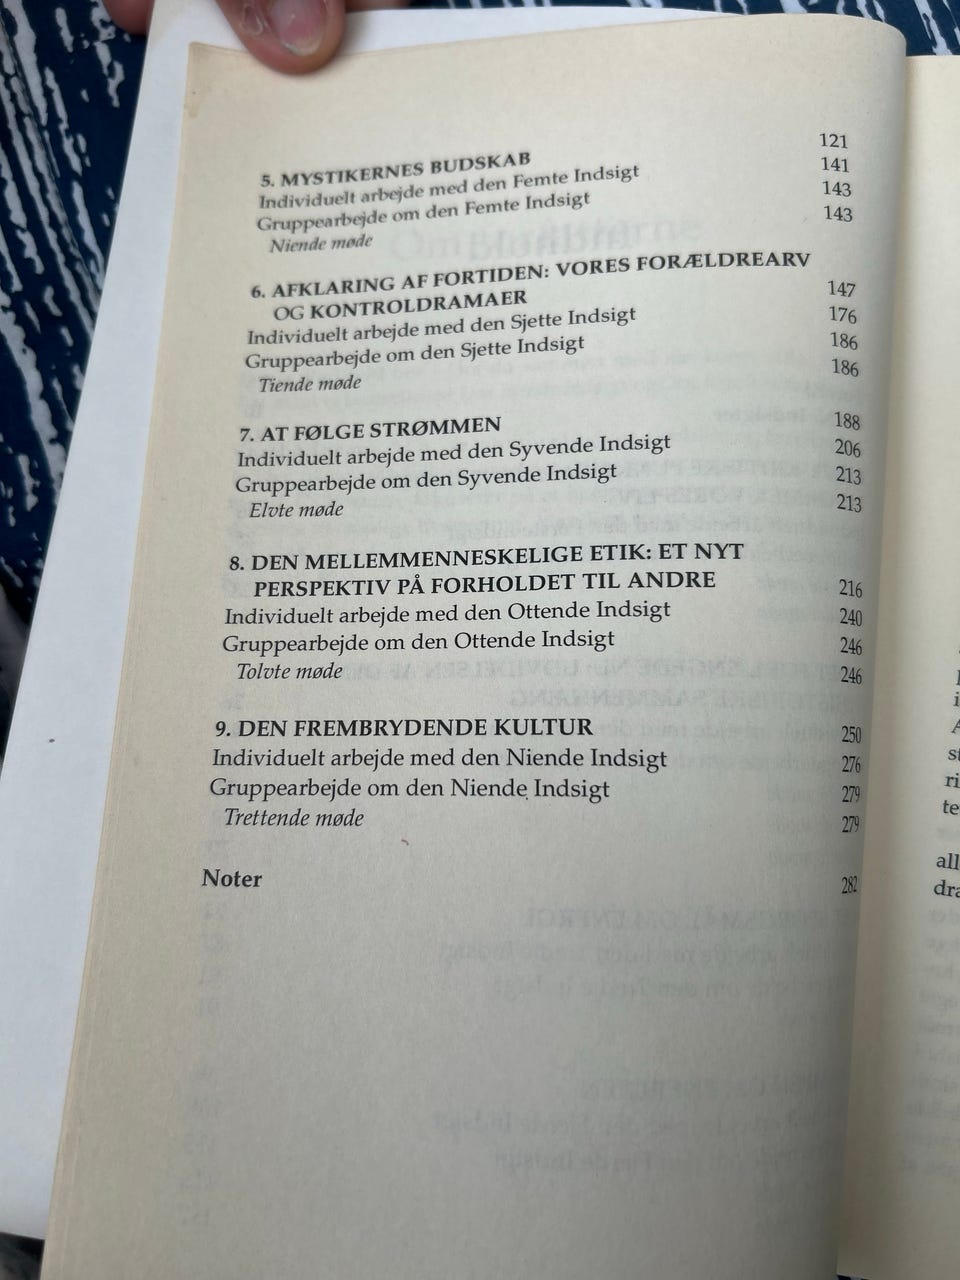 5. MYSTIKERNES BUDSKAB 121
Individuelt arbejde med den Femte Indsigt 141
Gruppearbejde om den Femte Indsigt 143
Niende møde 143
6. AFKLARING AF FORTIDEN: VORES FORÆLDREARV
OG KONTROLDRAMAER 147
Individuelt arbejde med den Sjette Indsigt 176
Gruppearbejde om den Sjette Indsigt 186
Tiende møde 186
7. AT FØLGE STRØMMEN 188
Individuelt arbejde med den Syvende Indsigt 206
Gruppearbejde om den Syvende Indsigt 213
Elvte møde 213
8. DEN MELLEMMENNESKELIGE ETIK: ET NYT
PERSPEKTIV PÅ FORHOLDET TIL ANDRE 216
Individuelt arbejde med den Ottende Indsigt 240
Gruppearbejde om den Ottende Indsigt 246
Tolvte møde 246
9. DEN FREMBRYDENDE KULTUR 250
Individuelt arbejde med den Niende Indsigt 276
Gruppearbejde om den Niende Indsigt 279
Trettende møde 279
Noter 282